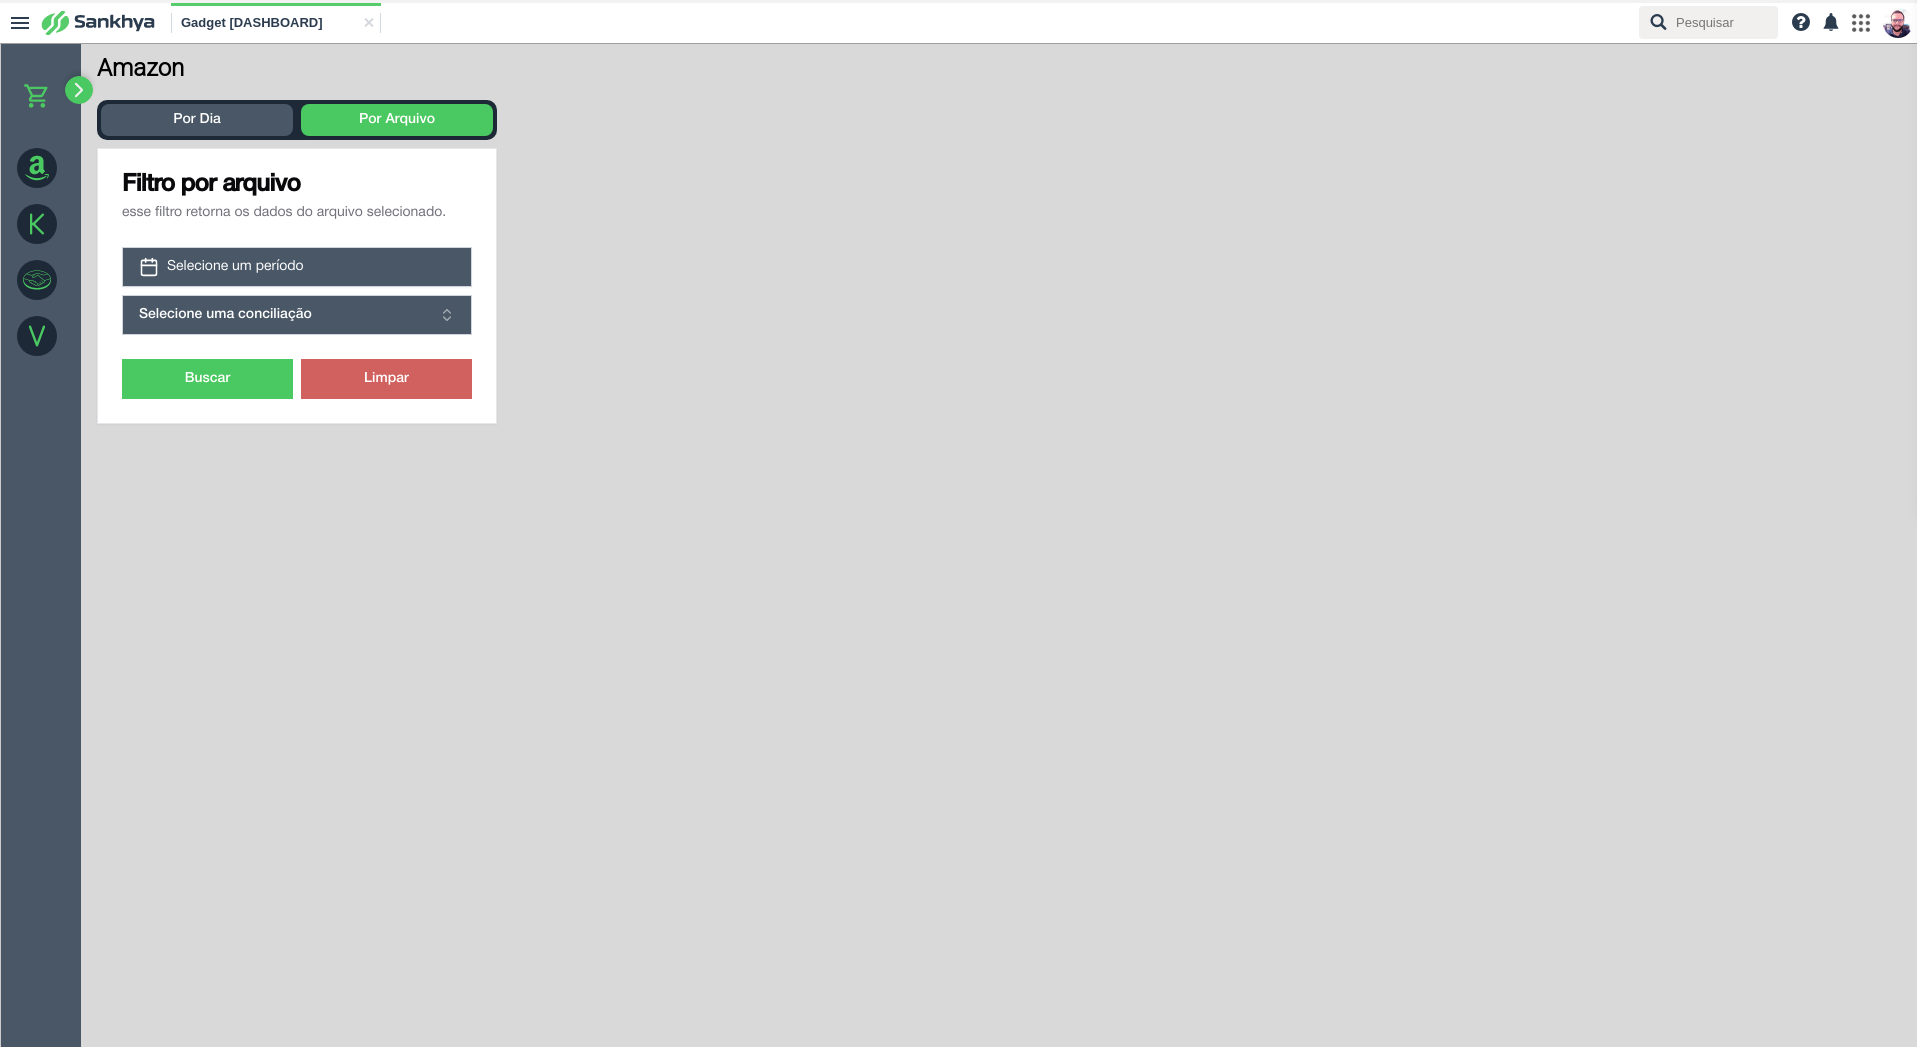 Sankhya
Gadget [DASHBOARD]
Pesquisar
Amazon
Por Dia
Por Arquivo
Filtro por arquivo
esse filtro retorna os dados do arquivo selecionado.
Selecione um período
Selecione uma conciliação
Buscar
Limpar
a
K
V